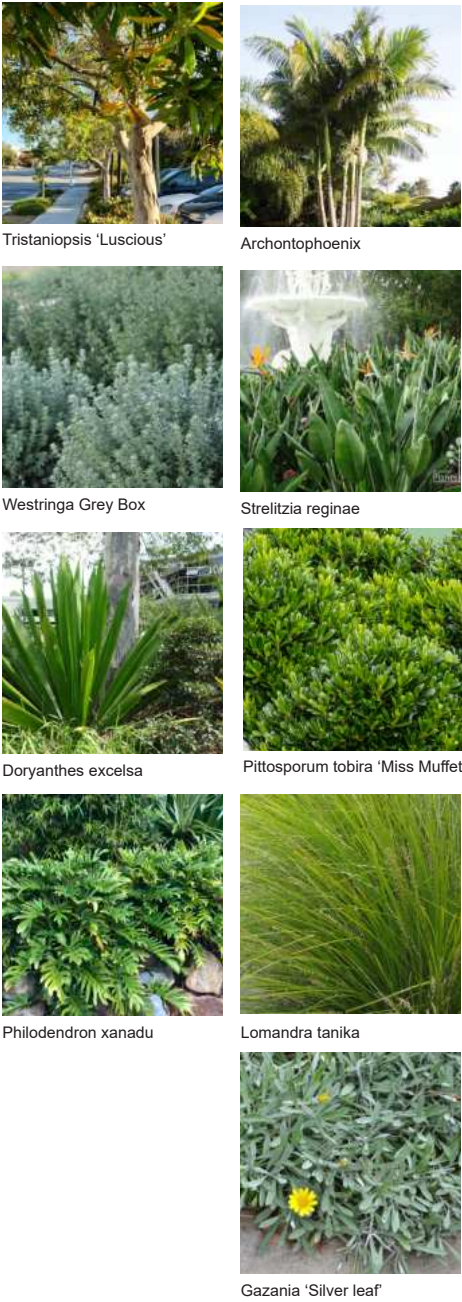 Tristaniopsis ‘Luscious’
Archontophoenix
Westringa Grey Box
Strelitzia reginae
Doryanthes excelsa
Pittosporum tobira ‘Miss Muffet
Philodendron xanadu
Lomandra tanika
Gazania ‘Silver leaf’